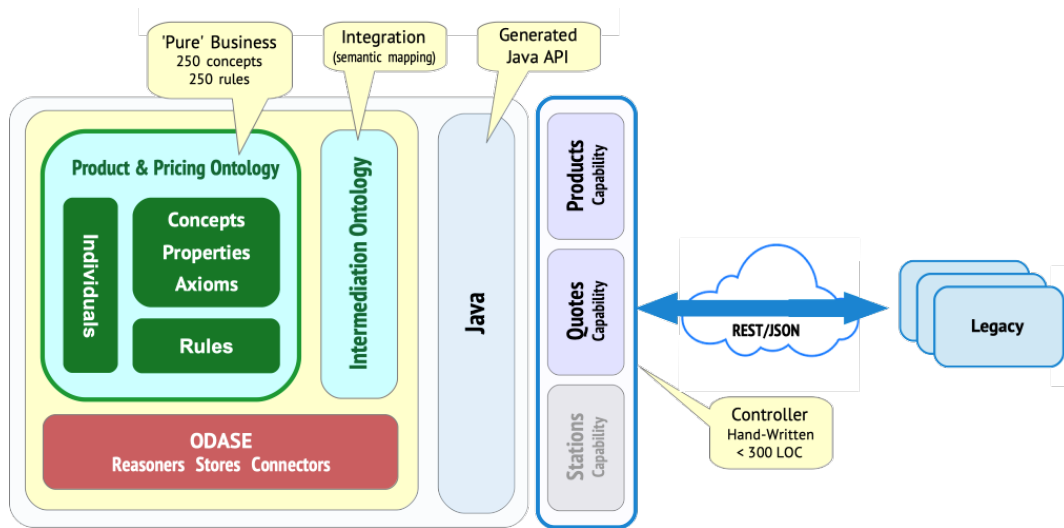 'Pure' Business
250 concepts
250 rules
Integration
(semantic mapping)
Generated
Java API
Product & Pricing Ontology
Individuals
Concepts
Properties
Axioms
Rules
Intermediation Ontology
ODASE
Reasoners Stores Connectors
Java
Products
Capability
Quotes
Capability
Stations
Capability
REST/JSON
Legacy
Controller
Hand-Written
< 300 LOC